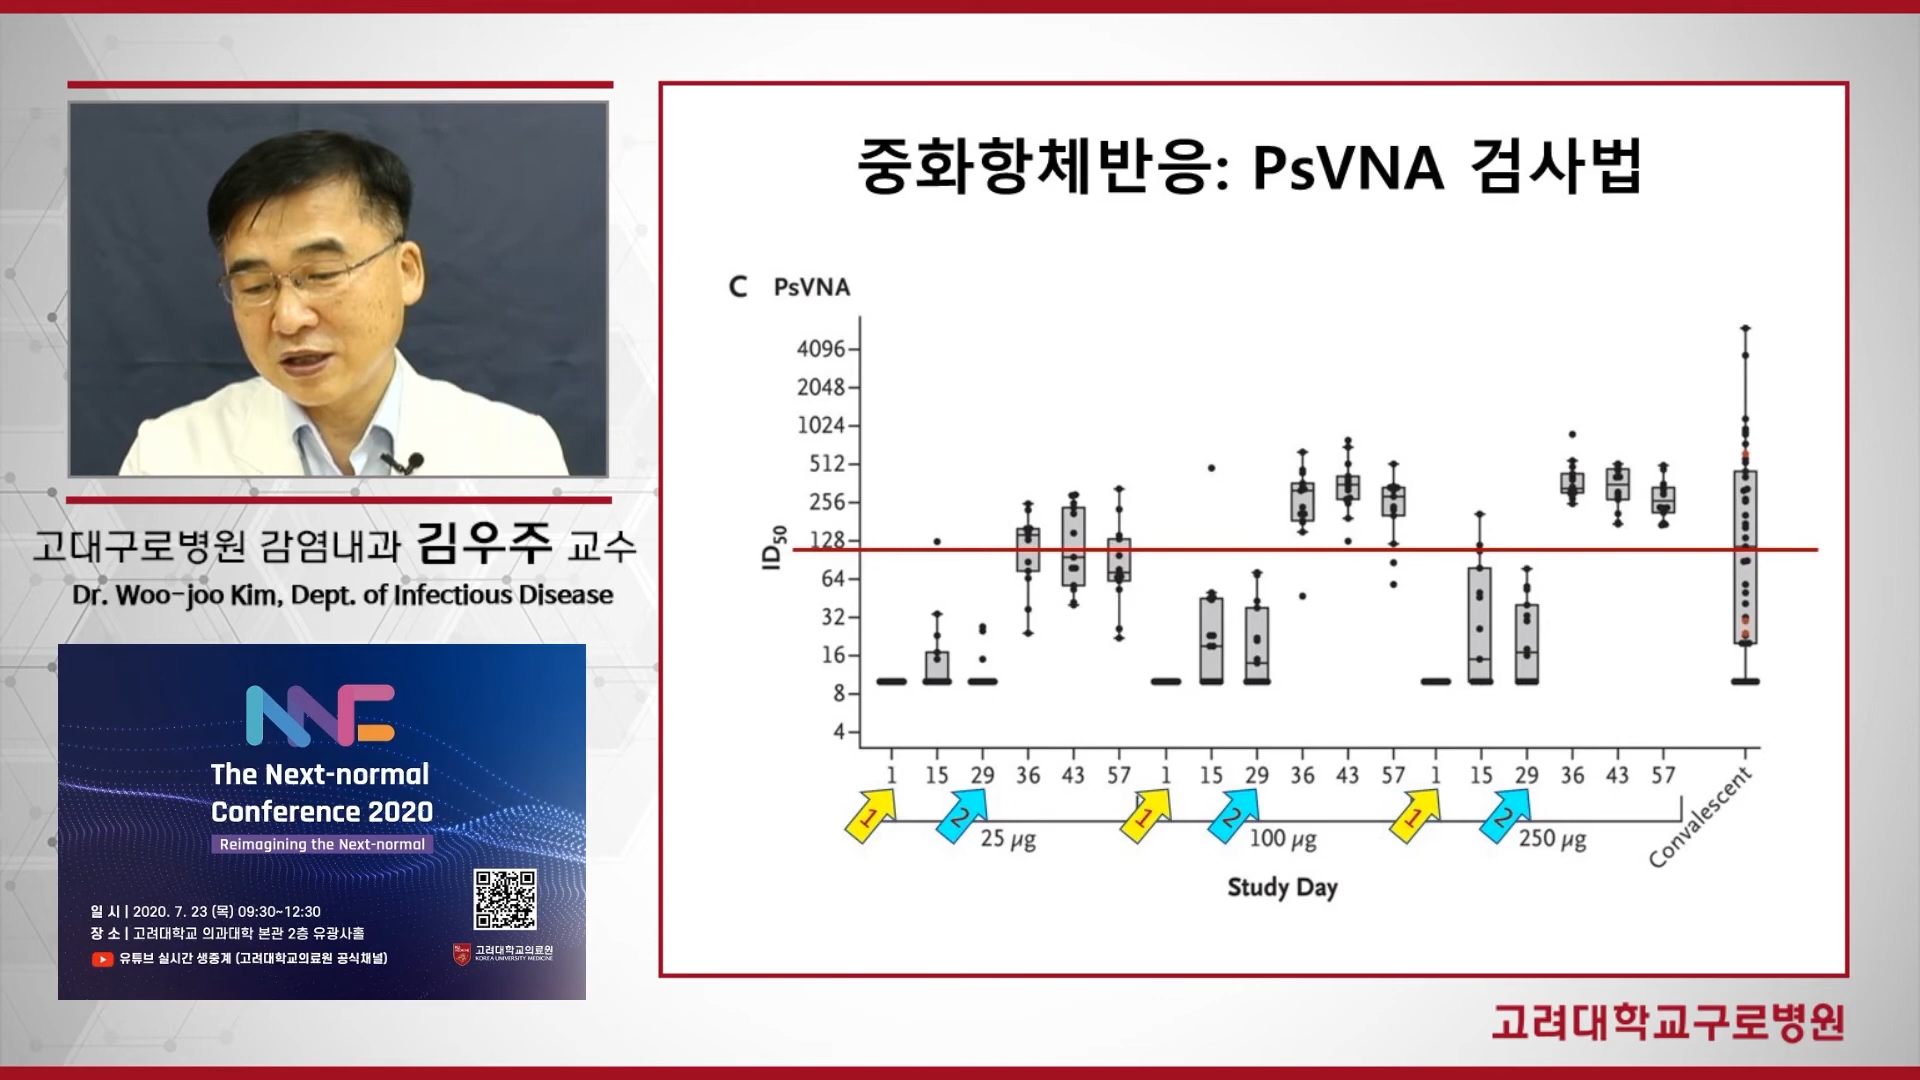 고대구로병원 감염내과 김우주 교수
Dr. Woo-joo Kim, Dept. of Infectious Disease
The Next-normal
Conference 2020
Reimagining the Next-normal
일 시 | 2020. 7. 23 (목) 09:30~12:30
장 소 | 고려대학교 의과대학 본관 2층 유광사홀
유튜브 실시간 생중계 (고려대학교의료원 공식채널)
고려대학교의료원
KOREA UNIVERSITY MEDICINE
중화항체반응: PsVNA 검사법
C PsVNA
4096
2048
1024
512
256
128
64
32
16
8
4
ID50
1 15 29 36 43 57 1 15 29 36 43 57 1 15 29 36 43 57 Convalescent
1 2 1 2 1 2
25 µg 100 µg 250 µg
Study Day
고려대학교구로병원